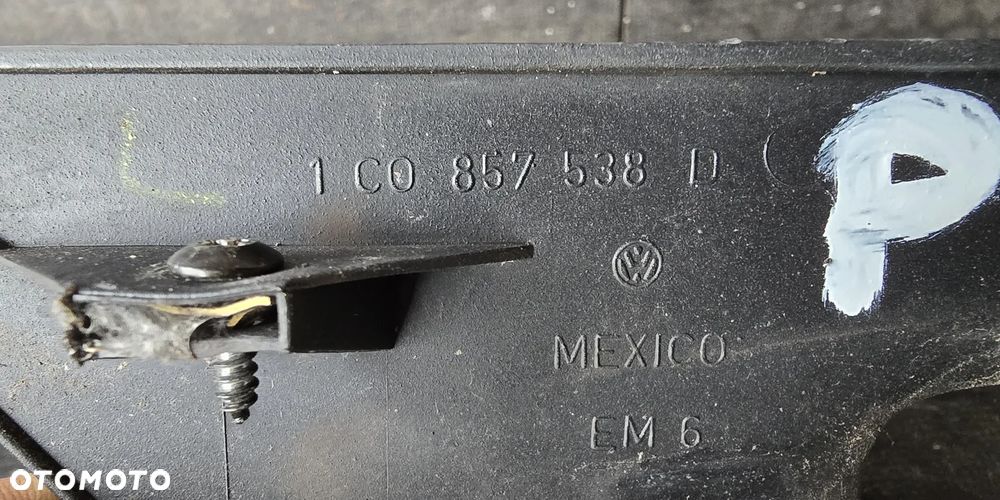 1 C0 857 538 D
P
MEXICO
EM 6
OTOMOTO